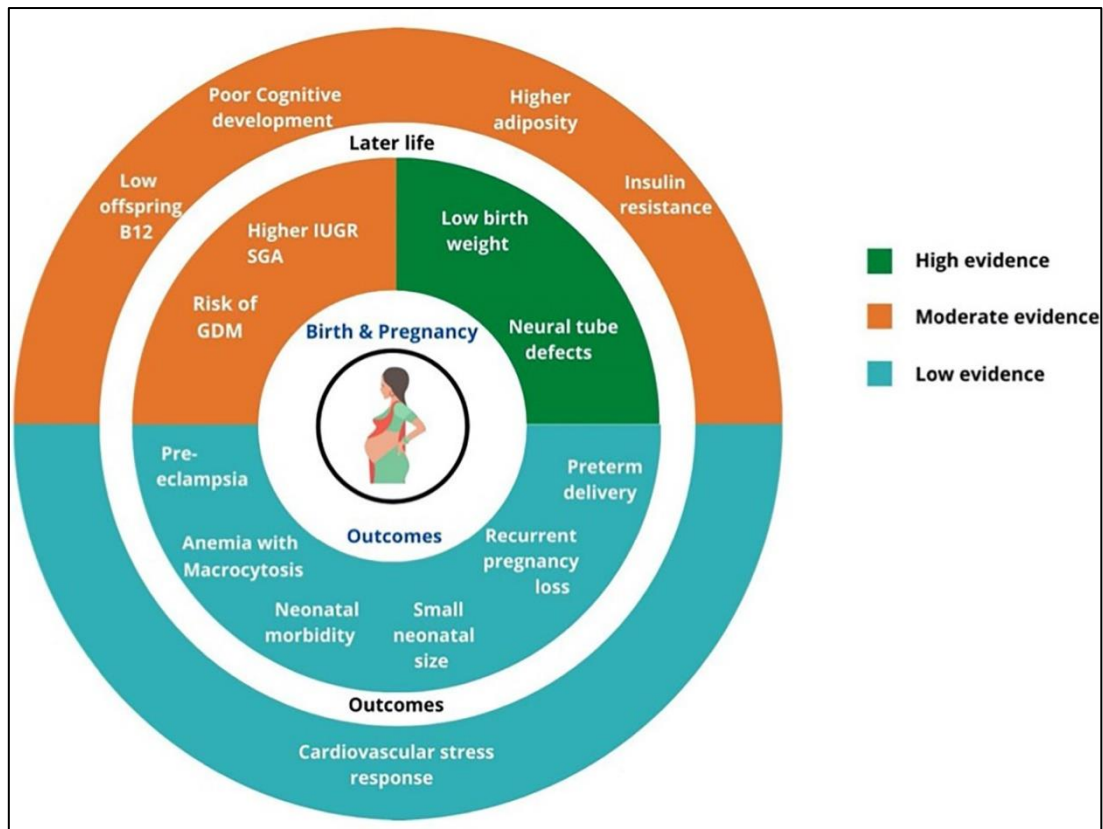 Poor Cognitive
development
Higher
adiposity
Later life
Low
offspring
B12
Insulin
resistance
Higher IUGR
SGA
Low birth
weight
Risk of
GDM
Birth & Pregnancy
Neural tube
defects
High evidence
Moderate evidence
Low evidence
Pre-
eclampsia
Preterm
delivery
Outcomes
Anemia with
Macrocytosis
Recurrent
pregnancy
loss
Neonatal
morbidity
Small
neonatal
size
Outcomes
Cardiovascular stress
response